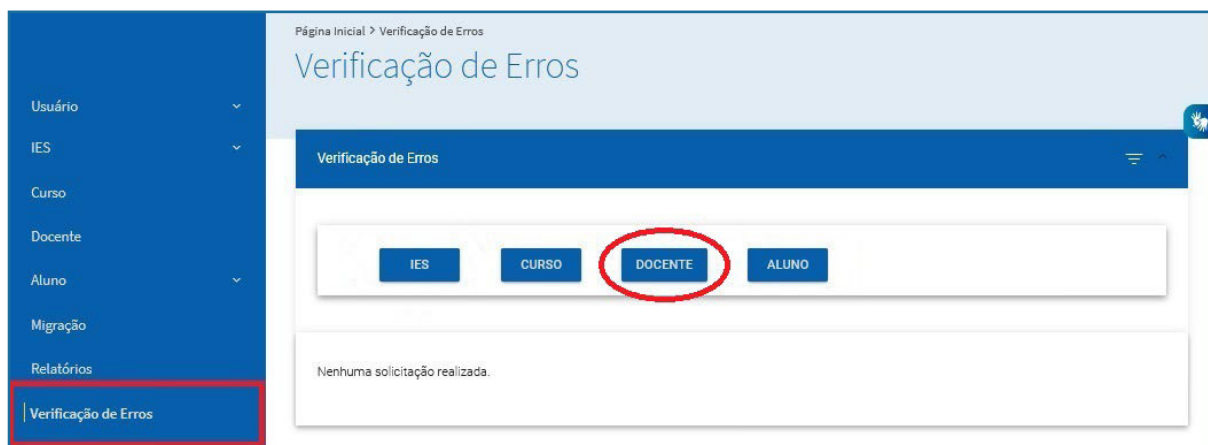 Página Inicial > Verificação de Erros
Verificação de Erros
Usuário
IES
Curso
Docente
Aluno
Migração
Relatórios
Verificação de Erros
Verificação de Erros
IES CURSO DOCENTE ALUNO
Nenhuma solicitação realizada.